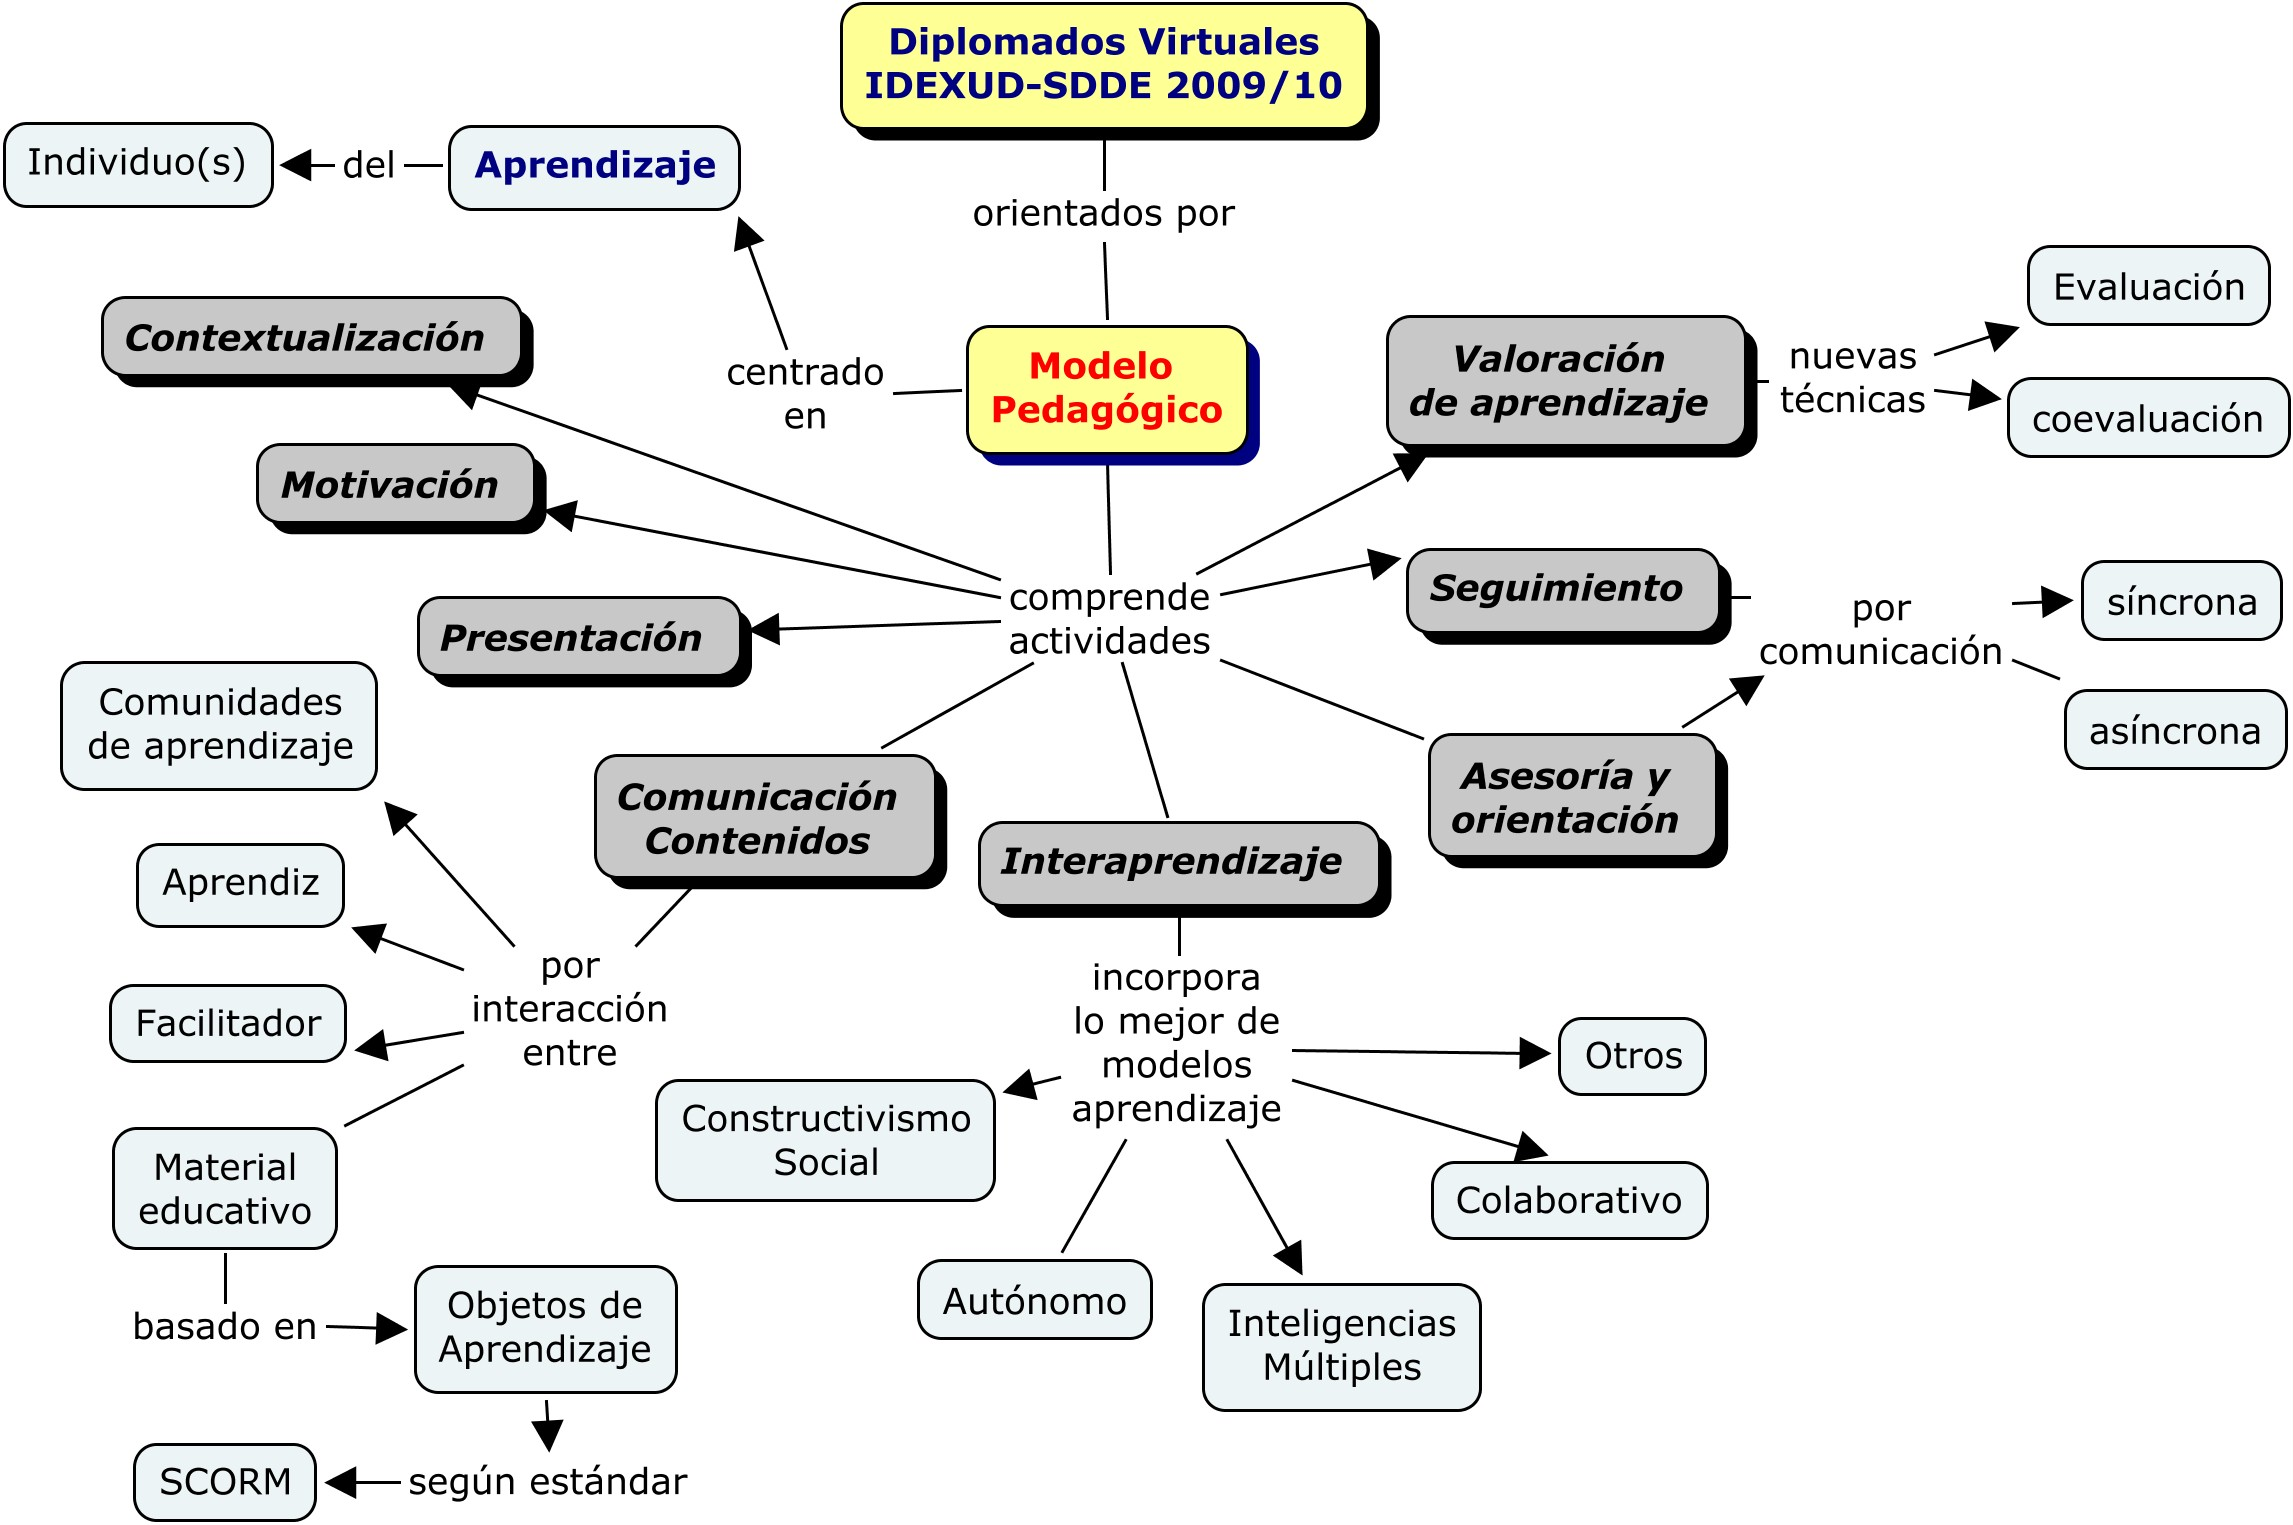 Diplomados Virtuales
IDEXUD-SDDE 2009/10
orientados por
Modelo
Pedagógico
centrado
en
Aprendizaje
del
Individuo(s)
comprende
actividades
Contextualización
Motivación
Presentación
Comunicación
Contenidos
por
interacción
entre
Comunidades
de aprendizaje
Aprendiz
Facilitador
Material
educativo
basado en
Objetos de
Aprendizaje
según estándar
SCORM
Interaprendizaje
incorpora
lo mejor de
modelos
aprendizaje
Constructivismo
Social
Autónomo
Inteligencias
Múltiples
Colaborativo
Otros
Asesoría y
orientación
Seguimiento
por
comunicación
síncrona
asíncrona
Valoración
de aprendizaje
nuevas
técnicas
Evaluación
coevaluación